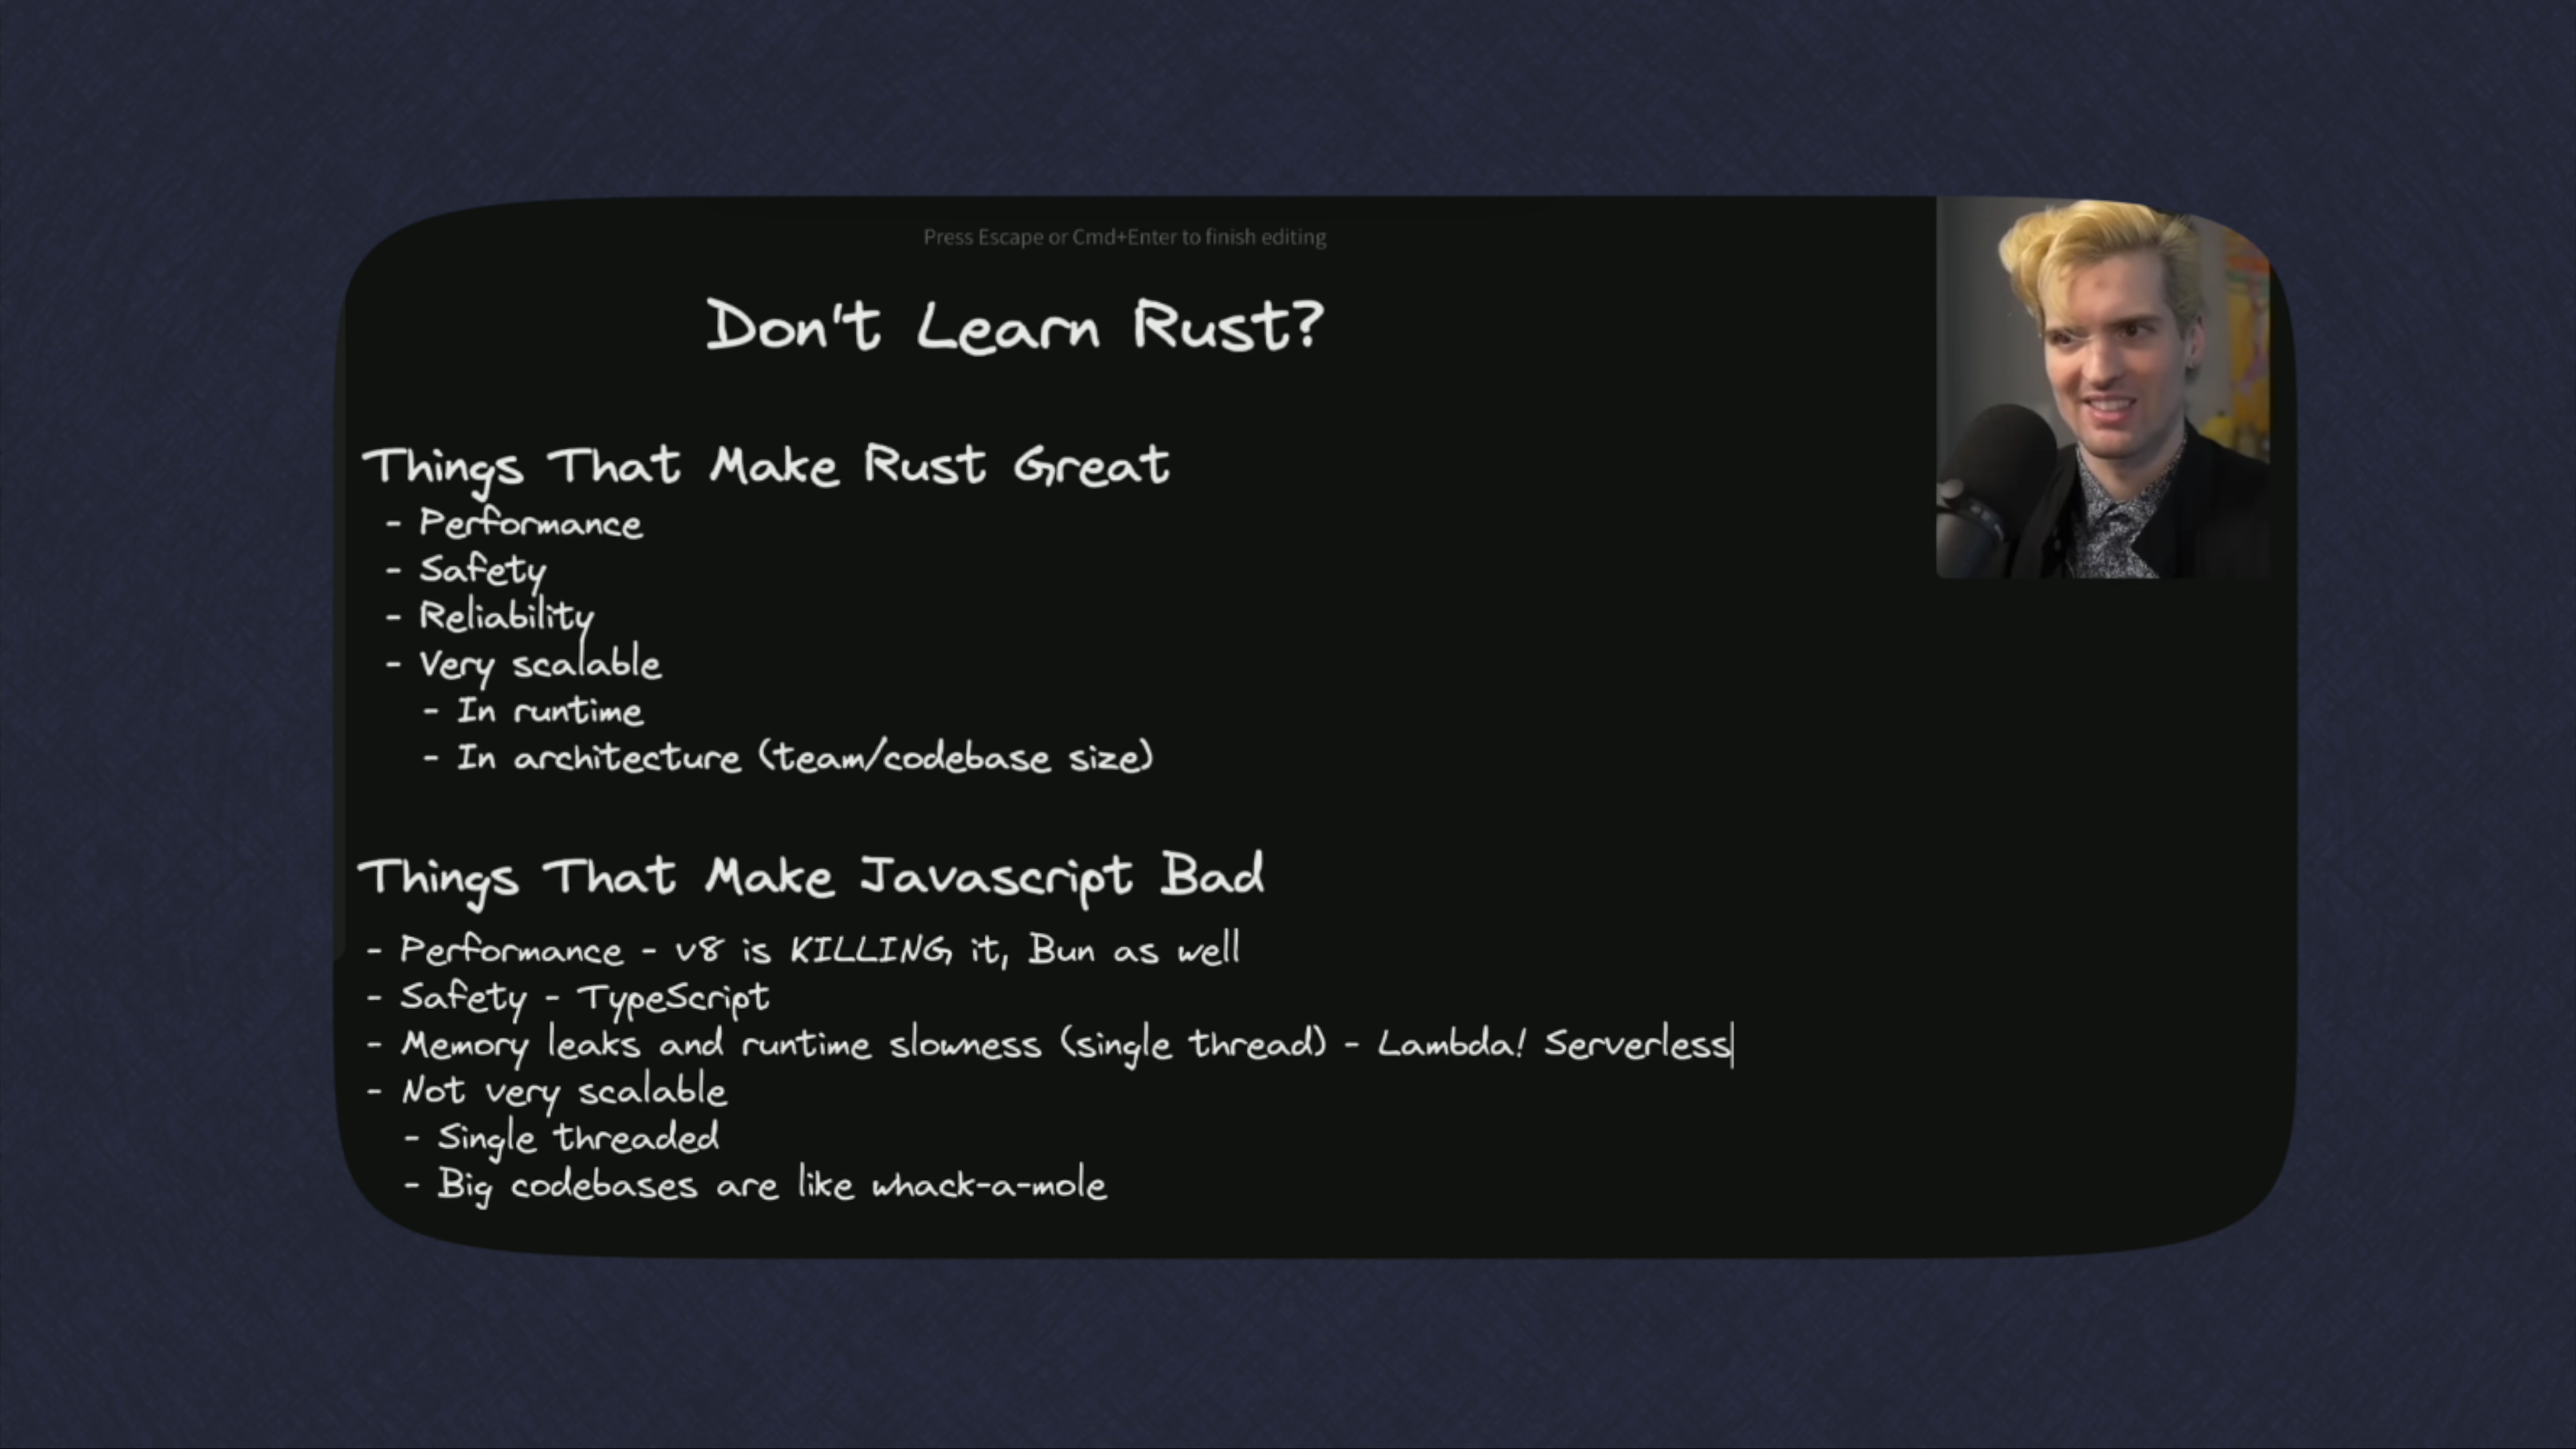 Press Escape or Cmd+Enter to finish editing
Don't Learn Rust?
Things That Make Rust Great
- Performance
- Safety
- Reliability
- Very scalable
- In runtime
- In architecture (team/codebase size)
Things That Make Javascript Bad
- Performance - v8 is KILLING it, Bun as well
- Safety - TypeScript
- Memory leaks and runtime slowness (single thread) - Lambda! Serverless
- Not very scalable
- Single threaded
- Big codebases are like whack-a-mole